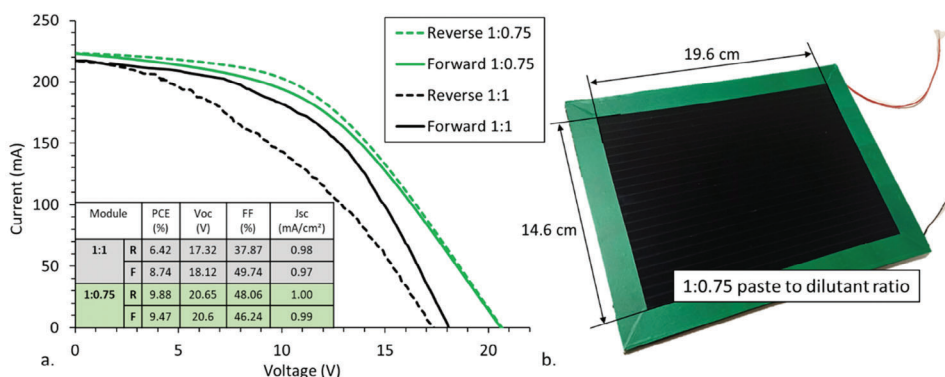 250
200
150
100
50
0
Current (mA)
Reverse 1:0.75
Forward 1:0.75
Reverse 1:1
Forward 1:1
Module PCE (%) Voc (V) FF (%) Jsc (mA/cm²)
1:1 R 6.42 17.32 37.87 0.98
F 8.74 18.12 49.74 0.97
1:0.75 R 9.88 20.65 48.06 1.00
F 9.47 20.6 46.24 0.99
0 5 10 15 20
Voltage (V)
a.
19.6 cm
14.6 cm
1:0.75 paste to dilutant ratio
b.